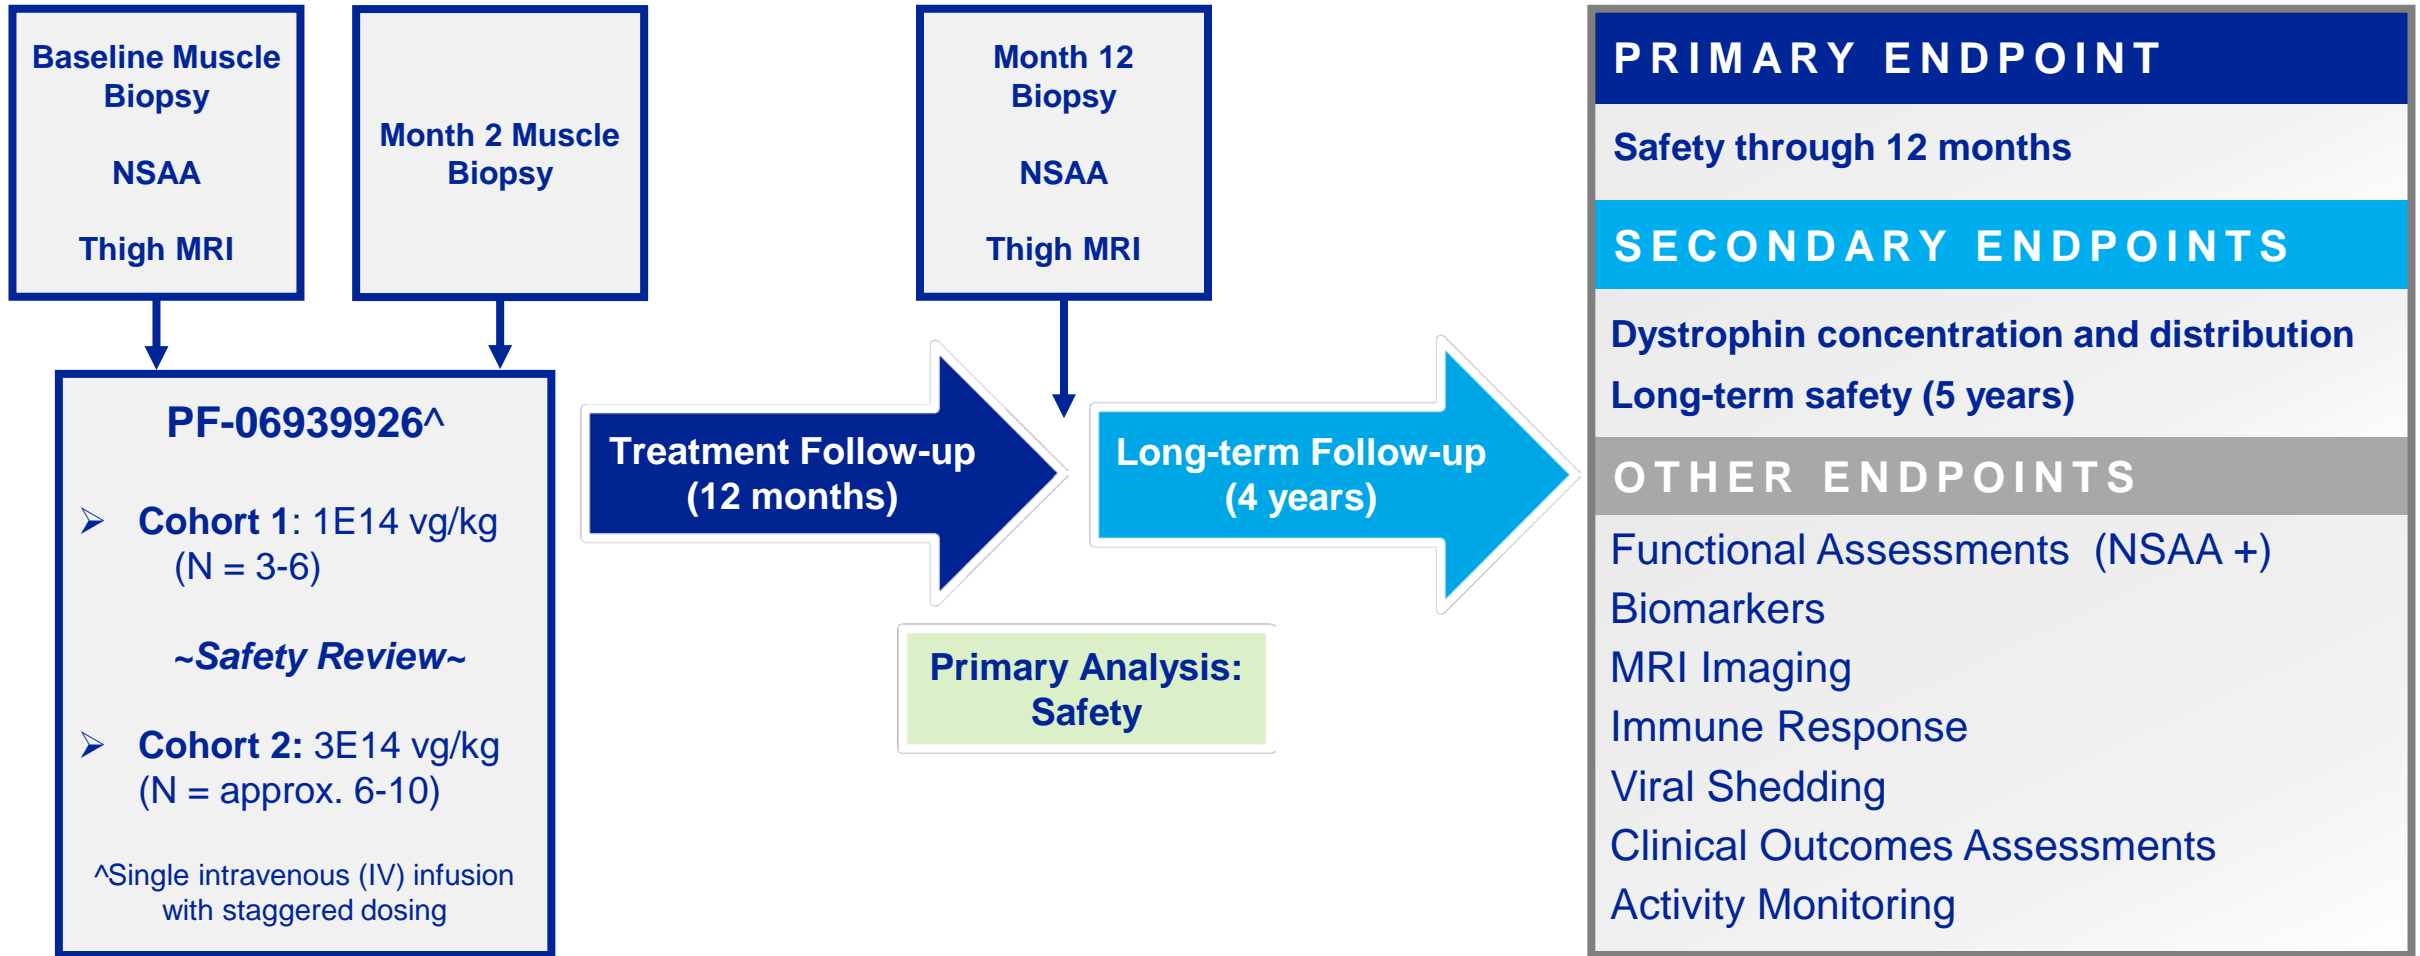 Baseline Muscle
Biopsy
NSAA
Thigh MRI
Month 2 Muscle
Biopsy
Month 12
Biopsy
NSAA
Thigh MRI
PF-06939926^
➢ Cohort 1: 1E14 vg/kg
(N = 3-6)
~Safety Review~
➢ Cohort 2: 3E14 vg/kg
(N = approx. 6-10)
^Single intravenous (IV) infusion
with staggered dosing
Treatment Follow-up
(12 months)
Long-term Follow-up
(4 years)
Primary Analysis:
Safety
PRIMARY ENDPOINT
Safety through 12 months
SECONDARY ENDPOINTS
Dystrophin concentration and distribution
Long-term safety (5 years)
OTHER ENDPOINTS
Functional Assessments (NSAA +)
Biomarkers
MRI Imaging
Immune Response
Viral Shedding
Clinical Outcomes Assessments
Activity Monitoring